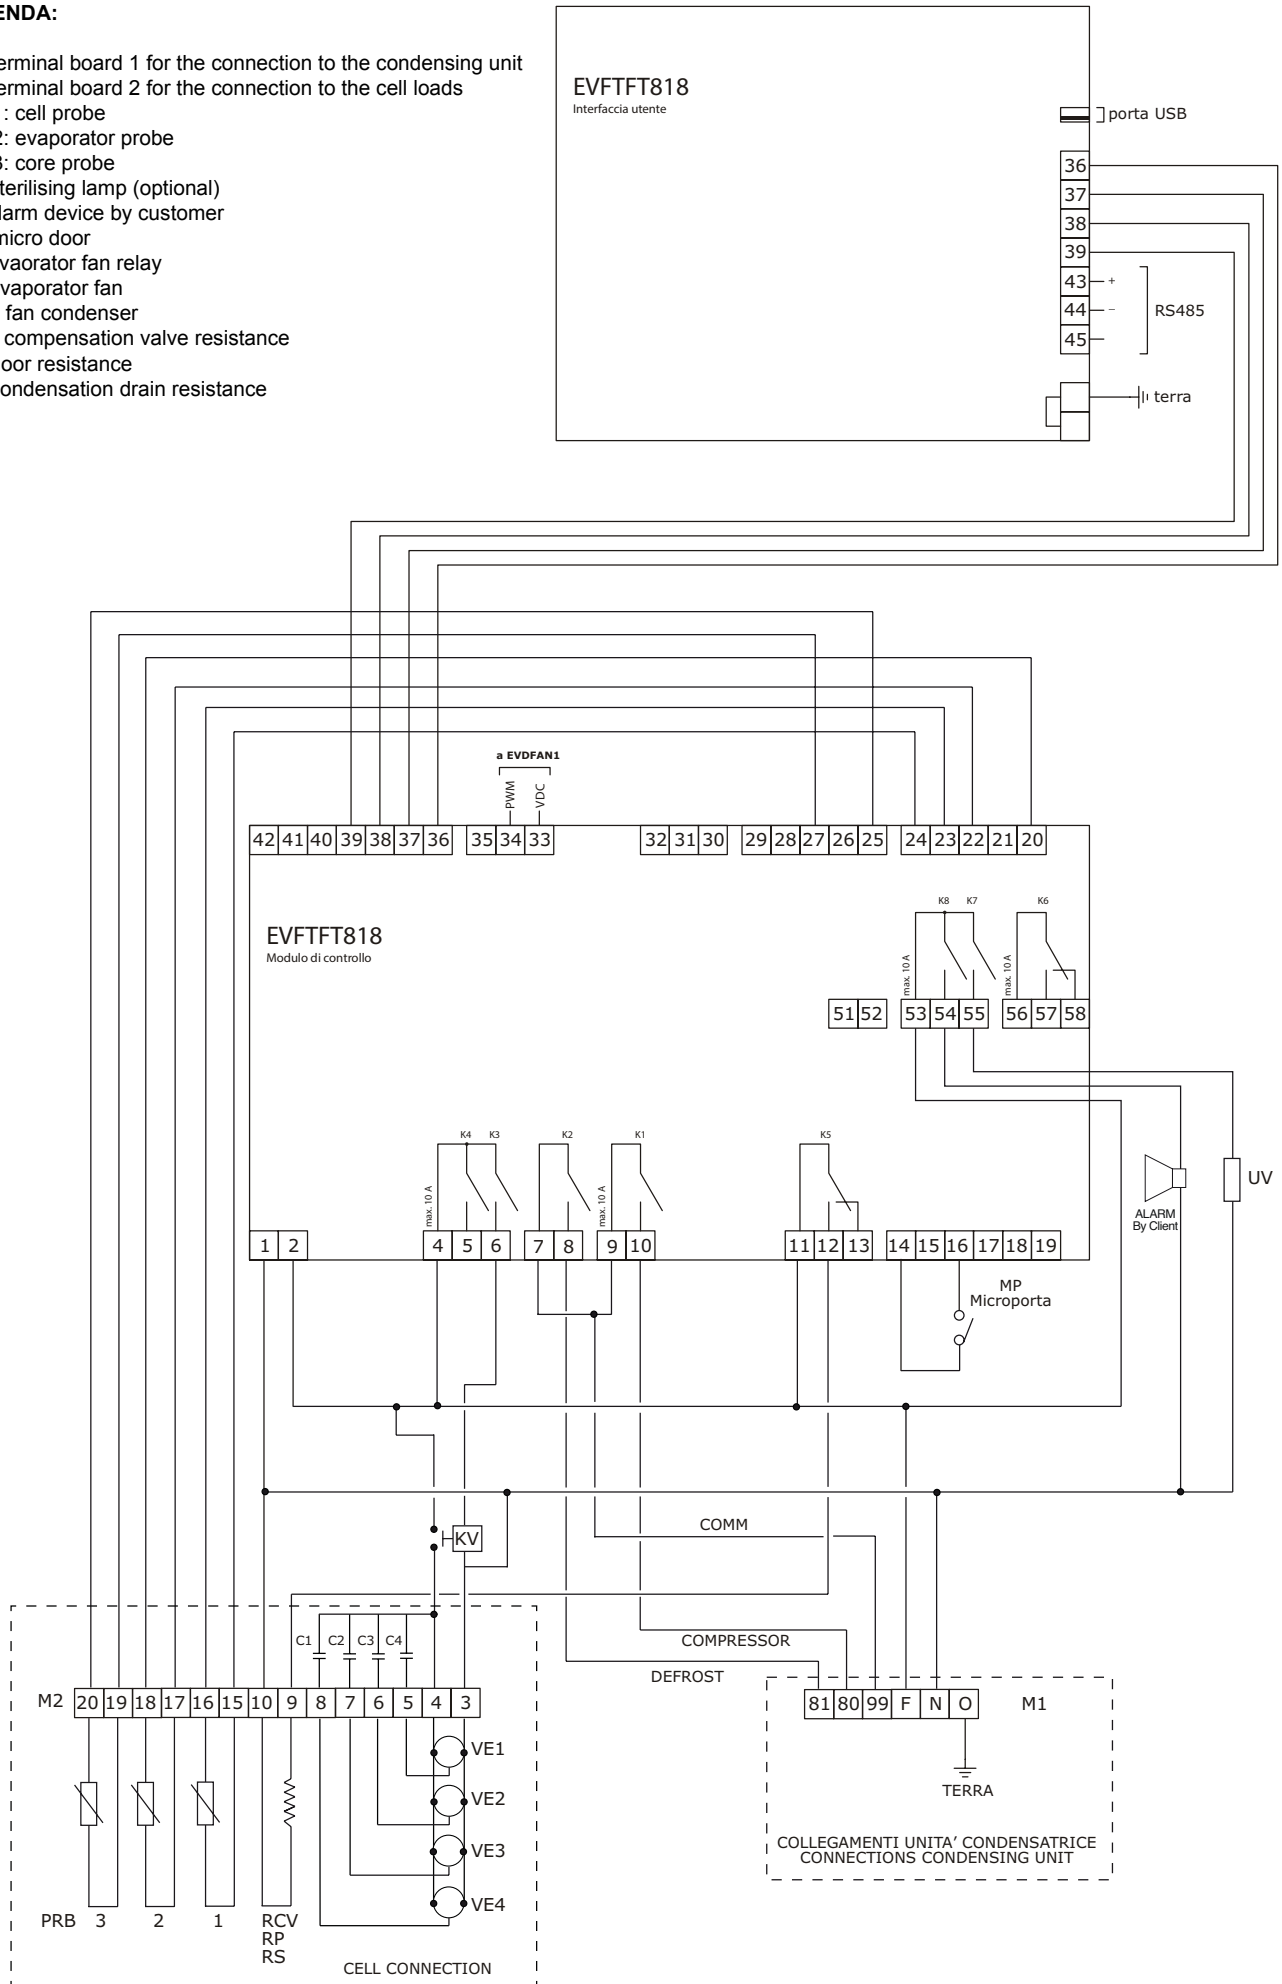 ENDA:
erminal board 1 for the connection to the condensing unit
erminal board 2 for the connection to the cell loads
: cell probe
2: evaporator probe
3: core probe
terilising lamp (optional)
larm device by customer
micro door
vaorator fan relay
vaporator fan
fan condenser
compensation valve resistance
oor resistance
ondensation drain resistance
EVFTFT818
Interfaccia utente
porta USB
36
37
38
39
43 +
44 -
45
RS485
terra
a EVDFAN1
PWM
VDC
42 41 40 39 38 37 36 35 34 33 32 31 30 29 28 27 26 25 24 23 22 21 20
EVFTFT818
Modulo di controllo
K8 K7 K6
max. 10 A
max. 10 A
51 52 53 54 55 56 57 58
K4 K3 K2 K1 K5
max. 10 A
max. 10 A
1 2 4 5 6 7 8 9 10 11 12 13 14 15 16 17 18 19
ALARM
By Client
UV
MP
Microporta
COMM
KV
COMPRESSOR
DEFROST
C1 C2 C3 C4
M2 20 19 18 17 16 15 10 9 8 7 6 5 4 3
81 80 99 F N O M1
VE1
VE2
VE3
VE4
TERRA
COLLEGAMENTI UNITA' CONDENSATRICE
CONNECTIONS CONDENSING UNIT
PRB 3 2 1 RCV
RP
RS
CELL CONNECTION